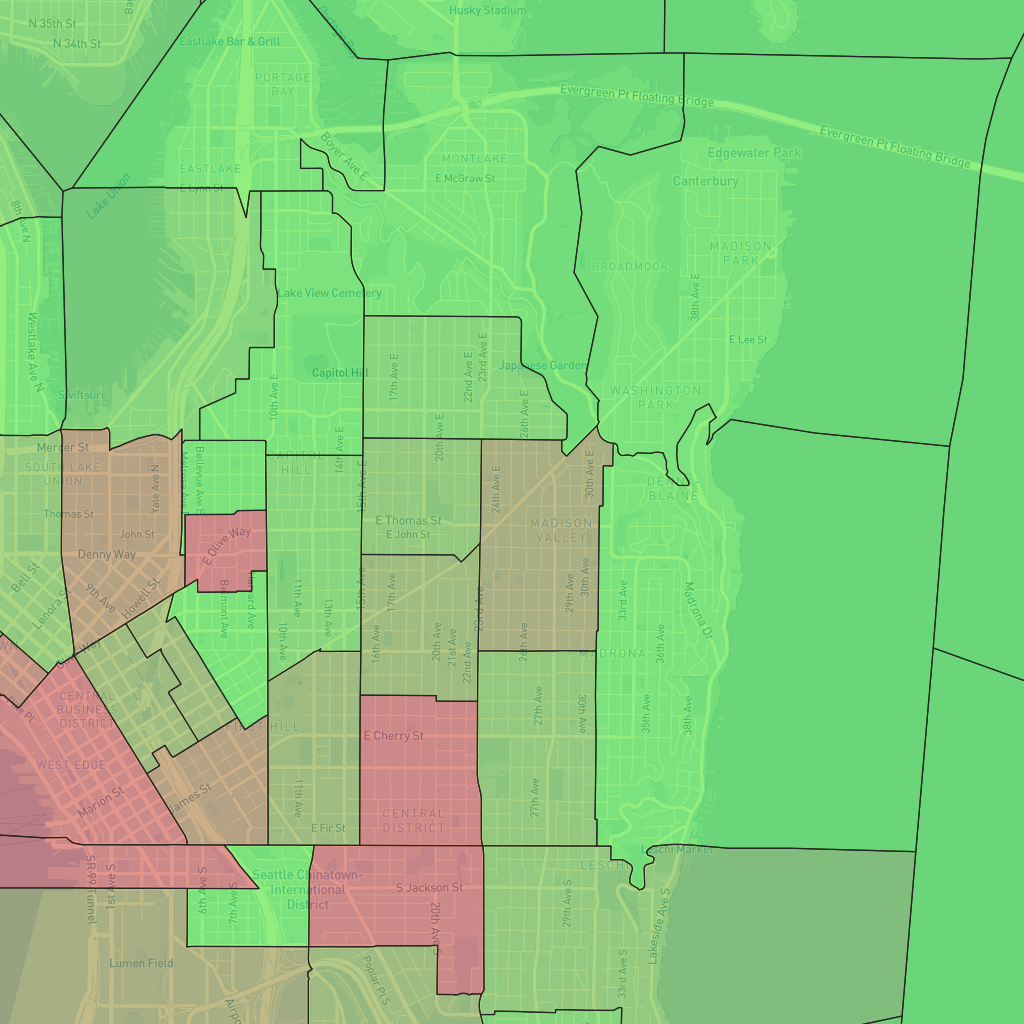 N 35th St
N 34th St
Husky Stadium
Eastlake Bar & Grill
PORTAGE
BAY
Evergreen Pt Floating Bridge
Evergreen Pt Floating Bridge
Boyer Ave E
MONTLAKE
E McGraw St
Edgewater Park
Canterbury
EASTLAKE
E Lynn St
Lake Union
8th Ave N
MADISON
PARK
BROADMOOR
38th Ave E
Lake View Cemetery
Westlake Ave N
E Lee St
17th Ave E
22nd Ave E
23rd Ave E
Japanese Garden
Capitol Hill
Swiftsure
10th Ave E
WASHINGTON
PARK
26th Ave E
20th Ave E
14th Ave E
Mercer St
SOUTH LAKE
UNION
Yale Ave N
Melrose Ave E
Bellevue Ave E
HILL
15th Ave E
24th Ave E
30th Ave E
BLAINE
Thomas St
E Thomas St
E John St
John St
MADISON
VALLEY
Denny Way
E Olive Way
Bell St
Lenora St
9th Ave
Howell St
Belmont Ave
11th Ave
13th Ave
10th Ave
15th Ave
17th Ave
16th Ave
20th Ave
21st Ave
22nd Ave
23rd Ave
29th Ave
30th Ave
26th Ave
33rd Ave
36th Ave
Madrona Dr
MADRONA
CENTRAL
BUSINESS
DISTRICT
FIRST HILL
27th Ave
30th Ave
35th Ave
38th Ave
E Cherry St
WEST EDGE
Marion St
James St
11th Ave
27th Ave
E Fir St
CENTRAL
DISTRICT
Leschi Market
LESCHI
SR 99 Tunnel
1st Ave S
6th Ave S
7th Ave S
Seattle Chinatown-
International
District
S Jackson St
20th Ave S
29th Ave S
Lakeside Ave S
33rd Ave S
Lumen Field
Poplar Pl S